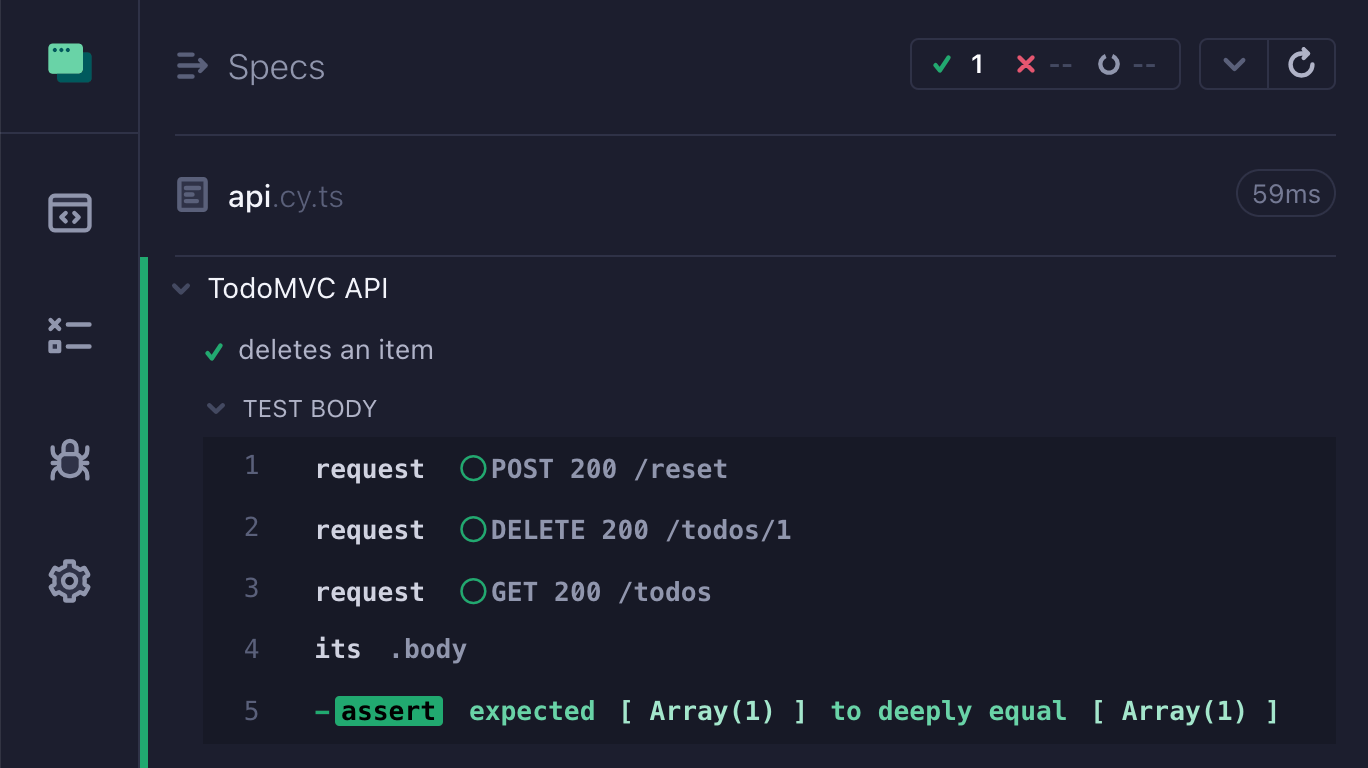 Specs
1 -- --
api.cy.ts
59ms
TodoMVC API
deletes an item
TEST BODY
1 request POST 200 /reset
2 request DELETE 200 /todos/1
3 request GET 200 /todos
4 its .body
5 -assert expected [ Array(1) ] to deeply equal [ Array(1) ]